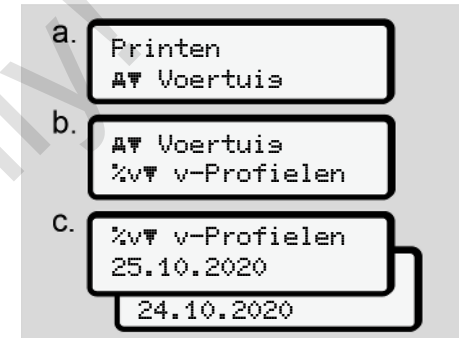 a.
Printen
A▼ Voertuig
b.
A▼ Voertuig
%v▼ v-Profielen
c.
%v▼ v-Profielen
25.10.2020
24.10.2020